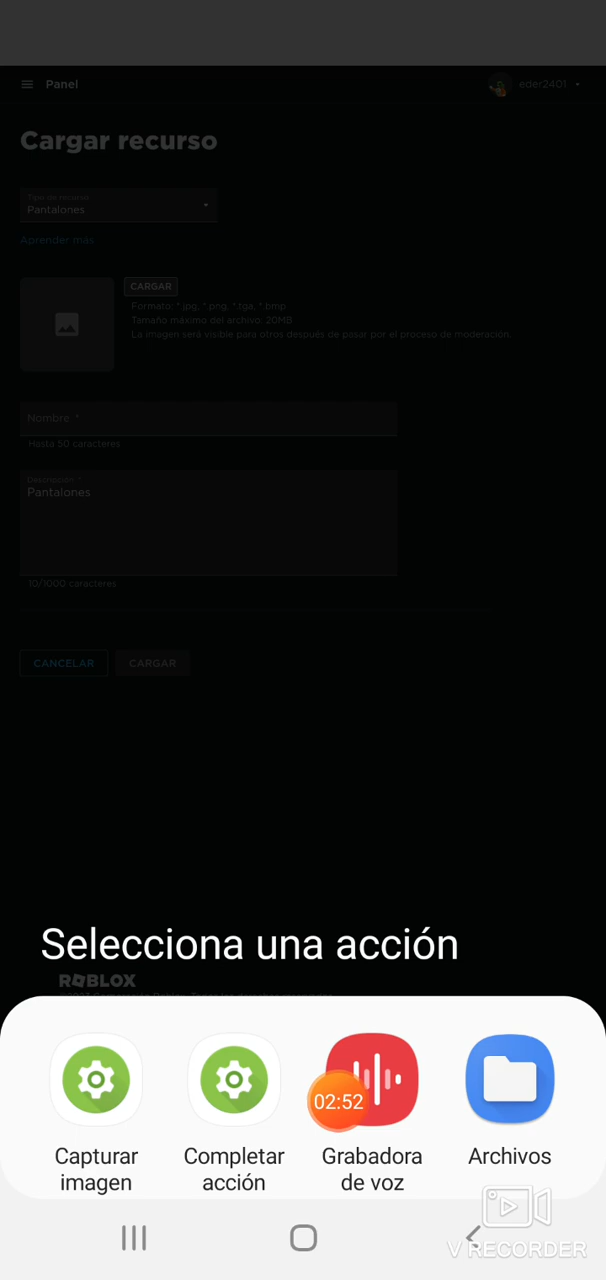 Panel
eder2401
Cargar recurso
Tipo de recurso
Pantalones
Aprender más
CARGAR
Formato: *.jpg, *.png, *.tga, *.bmp
Tamaño máximo del archivo: 20MB
La imagen será visible para otros después de pasar por el proceso de moderación.
Nombre *
Hasta 50 caracteres
Descripción *
Pantalones
10/1000 caracteres
CANCELAR
CARGAR
Selecciona una acción
ROBLOX
02:52
Capturar imagen
Completar acción
Grabadora de voz
Archivos
V RECORDER